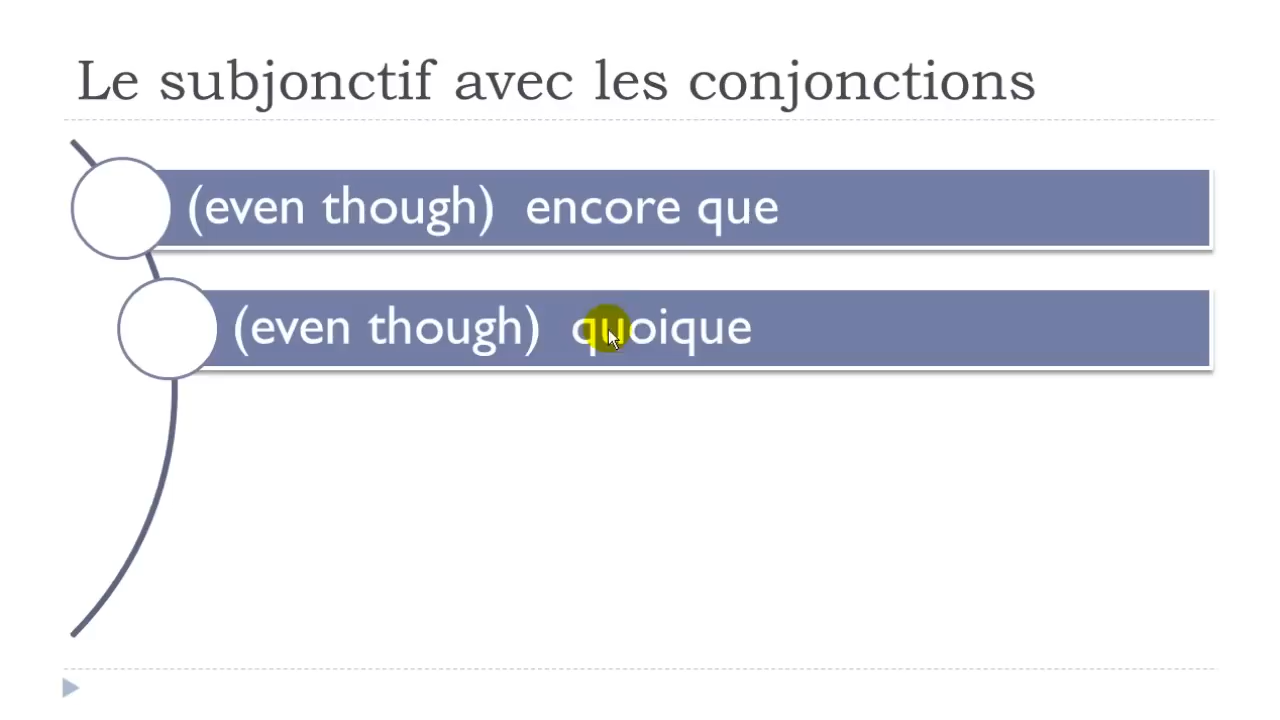 Le subjonctif avec les conjonctions
(even though) encore que
(even though) quoique